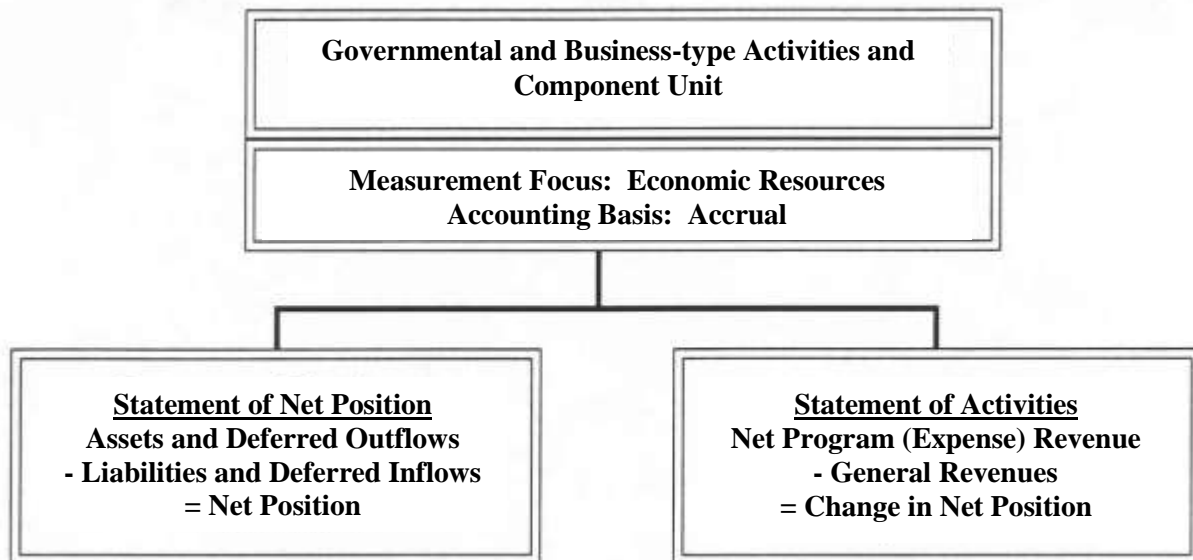 Governmental and Business-type Activities and
Component Unit
Measurement Focus:  Economic Resources
Accounting Basis:  Accrual
Statement of Net Position
Assets and Deferred Outflows
- Liabilities and Deferred Inflows
= Net Position
Statement of Activities
Net Program (Expense) Revenue
- General Revenues
= Change in Net Position